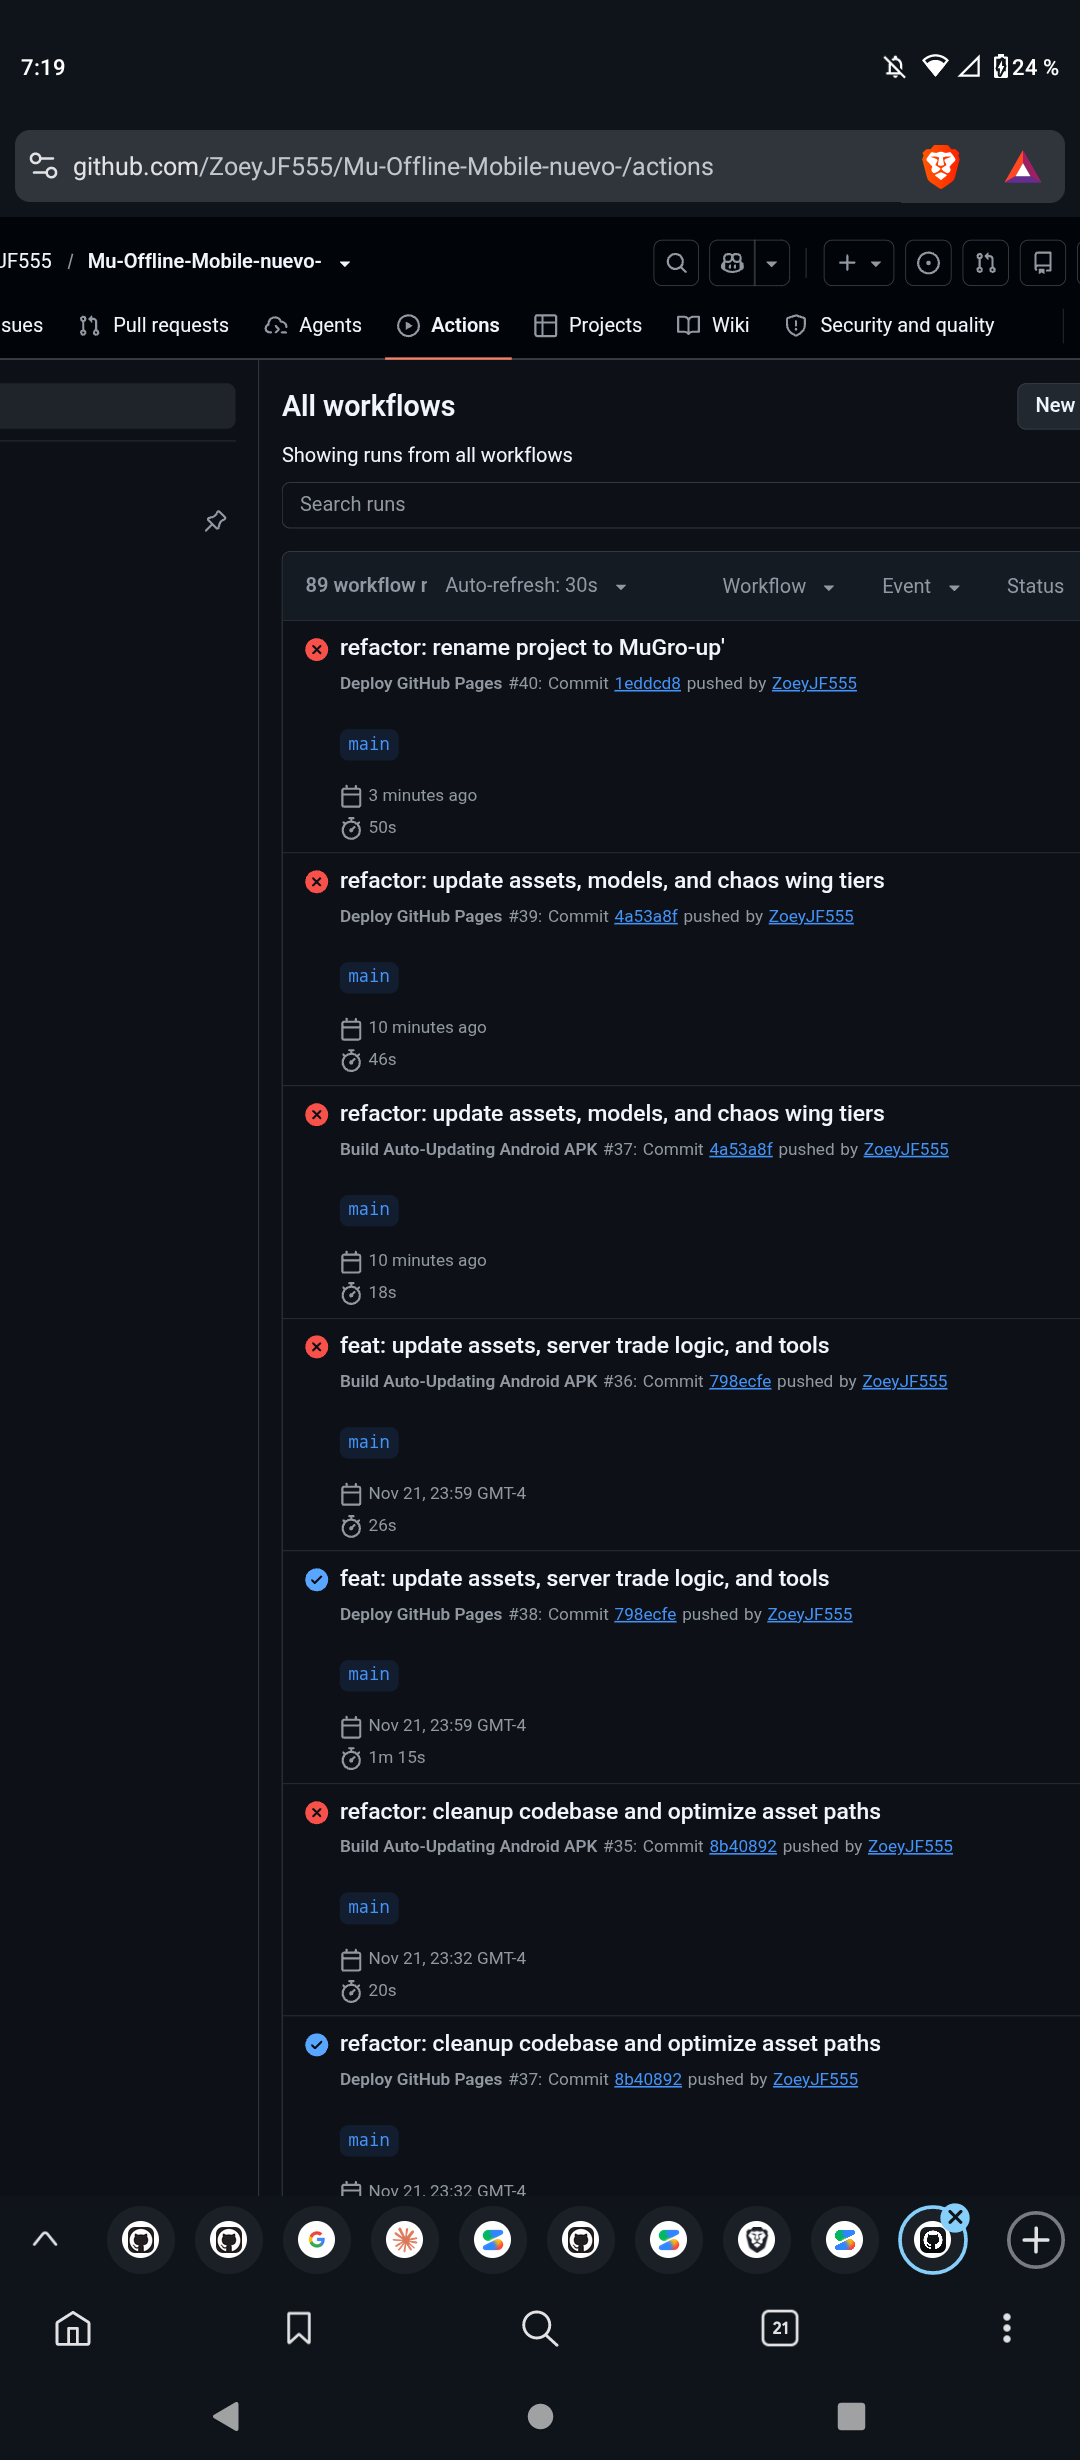 7:19
24 %
github.com/ZoeyJF555/Mu-Offline-Mobile-nuevo-/actions
JF555 / Mu-Offline-Mobile-nuevo-
sues
Pull requests
Agents
Actions
Projects
Wiki
Security and quality
All workflows
New
Showing runs from all workflows
Search runs
89 workflow r
Auto-refresh: 30s
Workflow
Event
Status
refactor: rename project to MuGro-up'
Deploy GitHub Pages #40: Commit 1eddcd8 pushed by ZoeyJF555
main
3 minutes ago
50s
refactor: update assets, models, and chaos wing tiers
Deploy GitHub Pages #39: Commit 4a53a8f pushed by ZoeyJF555
main
10 minutes ago
46s
refactor: update assets, models, and chaos wing tiers
Build Auto-Updating Android APK #37: Commit 4a53a8f pushed by ZoeyJF555
main
10 minutes ago
18s
feat: update assets, server trade logic, and tools
Build Auto-Updating Android APK #36: Commit 798ecfe pushed by ZoeyJF555
main
Nov 21, 23:59 GMT-4
26s
feat: update assets, server trade logic, and tools
Deploy GitHub Pages #38: Commit 798ecfe pushed by ZoeyJF555
main
Nov 21, 23:59 GMT-4
1m 15s
refactor: cleanup codebase and optimize asset paths
Build Auto-Updating Android APK #35: Commit 8b40892 pushed by ZoeyJF555
main
Nov 21, 23:32 GMT-4
20s
refactor: cleanup codebase and optimize asset paths
Deploy GitHub Pages #37: Commit 8b40892 pushed by ZoeyJF555
main
Nov 21, 23:32 GMT-4
21